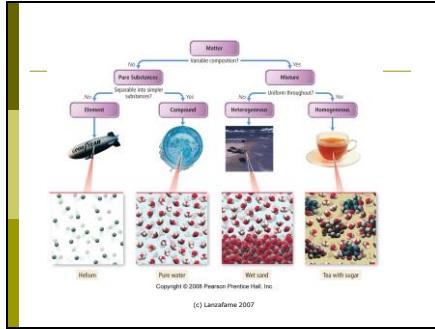 Matter
Variable composition?
No
Yes
Pure Substances
Mixture
Separable into simpler
substances?
Uniform throughout?
No
Yes
No
Yes
Element
Compound
Heterogeneous
Homogeneous
GOODYEAR
Helium
Pure water
Wet sand
Tea with sugar
Copyright © 2008 Pearson Prentice Hall, Inc.
(c) Lanzafame 2007